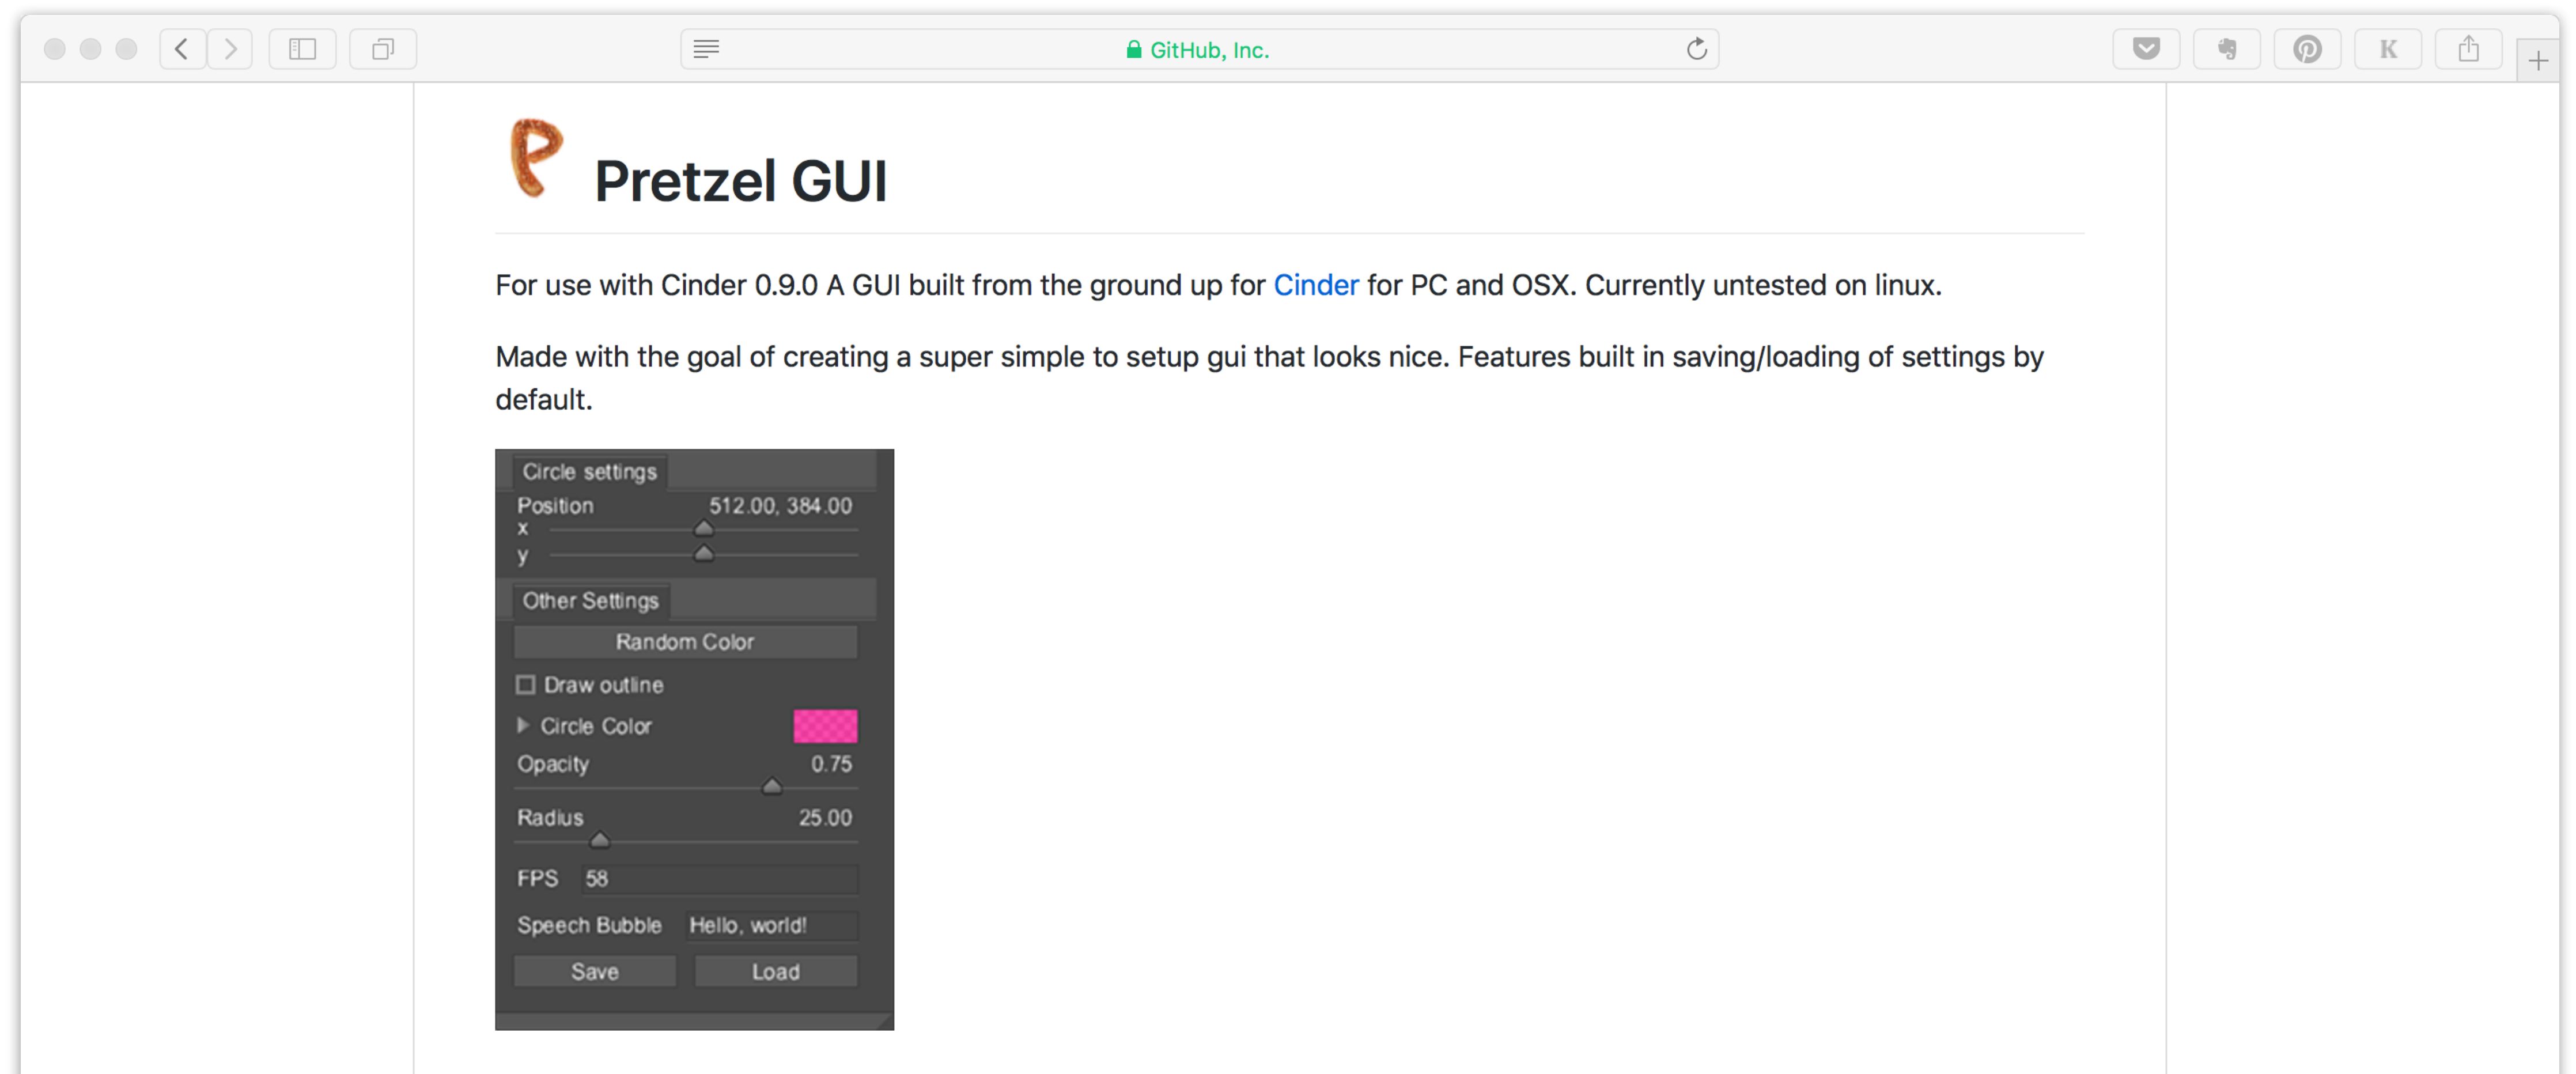 GitHub, Inc.
K
P
Pretzel GUI
For use with Cinder 0.9.0 A GUI built from the ground up for Cinder for PC and OSX. Currently untested on linux.
Made with the goal of creating a super simple to setup gui that looks nice. Features built in saving/loading of settings by
default.
Circle settings
Position 512.00, 384.00
x
y
Other Settings
Random Color
Draw outline
Circle Color
Opacity 0.75
Radius 25.00
FPS 58
Speech Bubble Hello, world!
Save Load